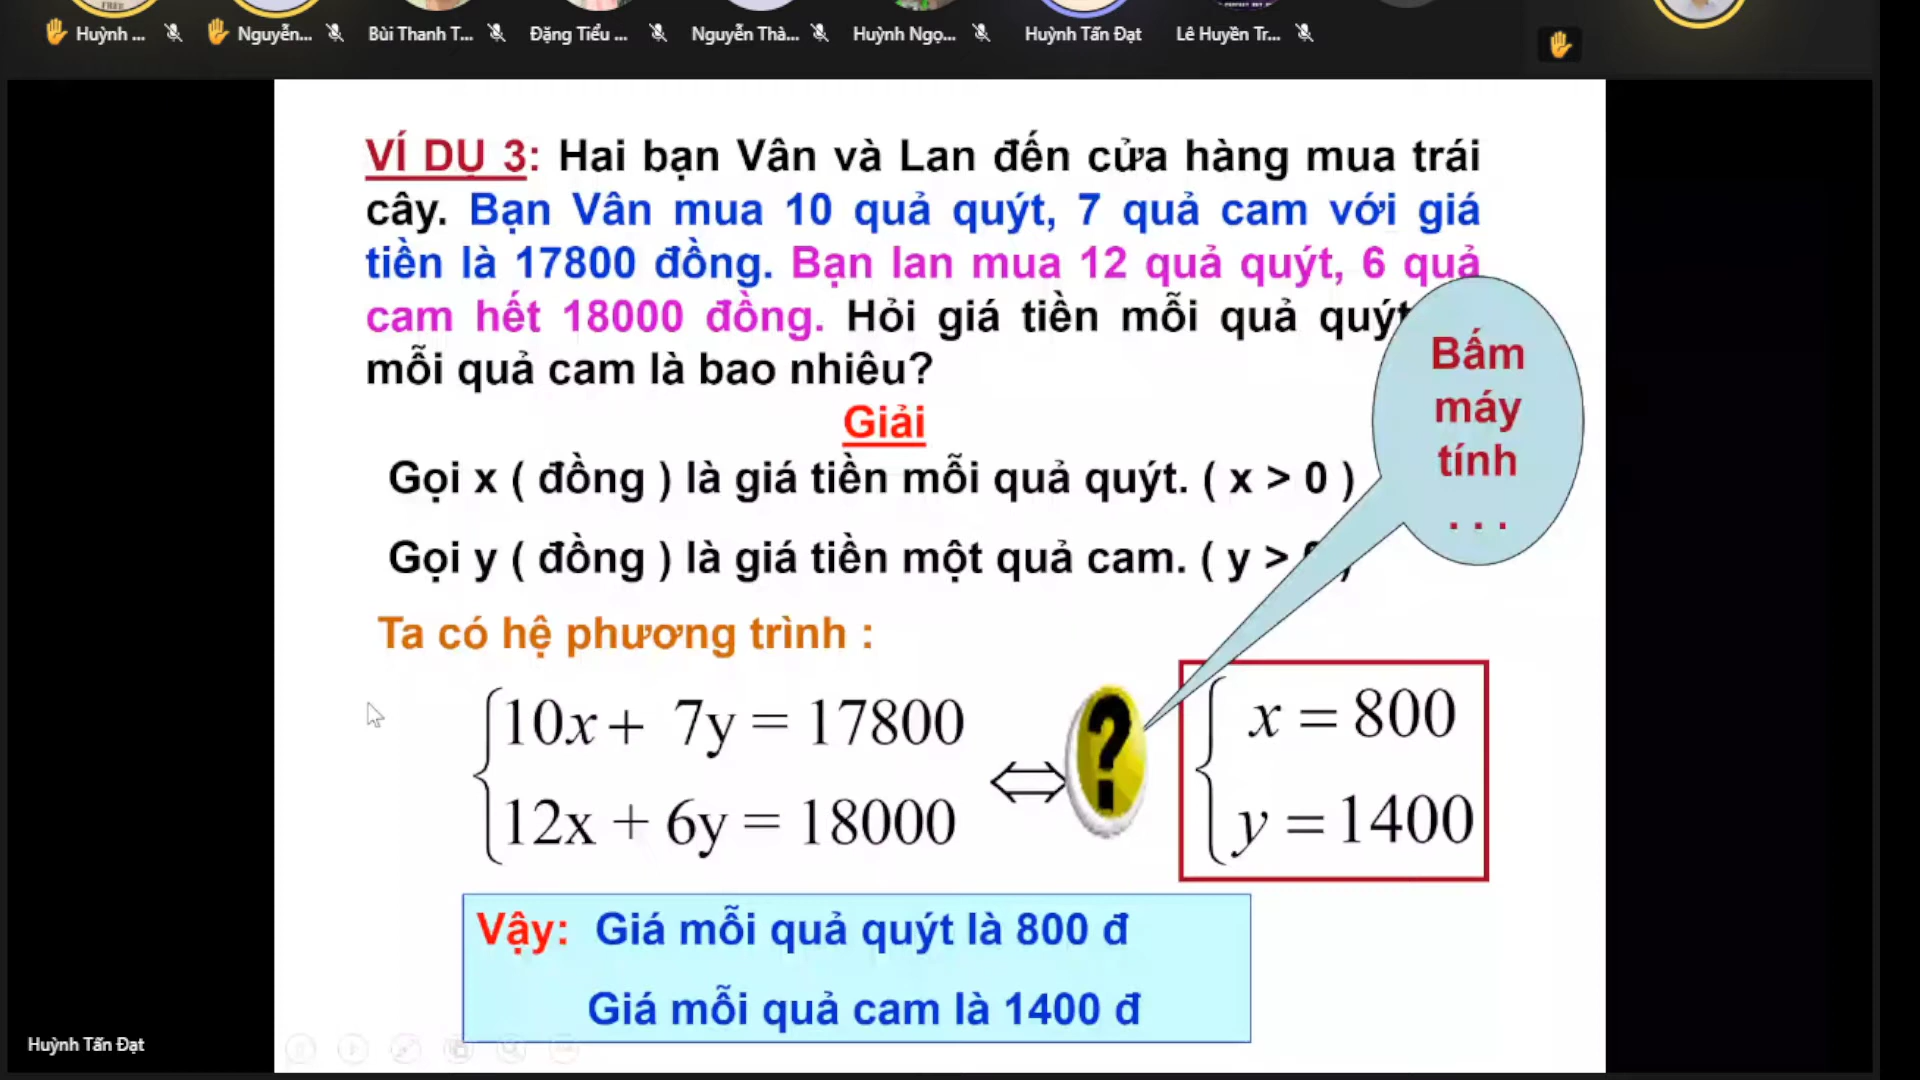 Huỳnh ...
Nguyễn...
Bùi Thanh T...
Đặng Tiểu ...
Nguyễn Thà...
Huỳnh Ngọ...
Huỳnh Tấn Đạt
Lê Huyền Tr...
VÍ DỤ 3: Hai bạn Vân và Lan đến cửa hàng mua trái
cây. Bạn Vân mua 10 quả quýt, 7 quả cam với giá
tiền là 17800 đồng. Bạn lan mua 12 quả quýt, 6 quả
cam hết 18000 đồng. Hỏi giá tiền mỗi quả quýt
mỗi quả cam là bao nhiêu?
Bấm
máy
tính
. . .
Giải
Gọi x ( đồng ) là giá tiền mỗi quả quýt. ( x > 0 )
Gọi y ( đồng ) là giá tiền một quả cam. ( y >
Ta có hệ phương trình :
10x + 7y = 17800
12x + 6y = 18000
⇔
?
x = 800
y = 1400
Vậy: Giá mỗi quả quýt là 800 đ
Giá mỗi quả cam là 1400 đ
Huỳnh Tấn Đạt